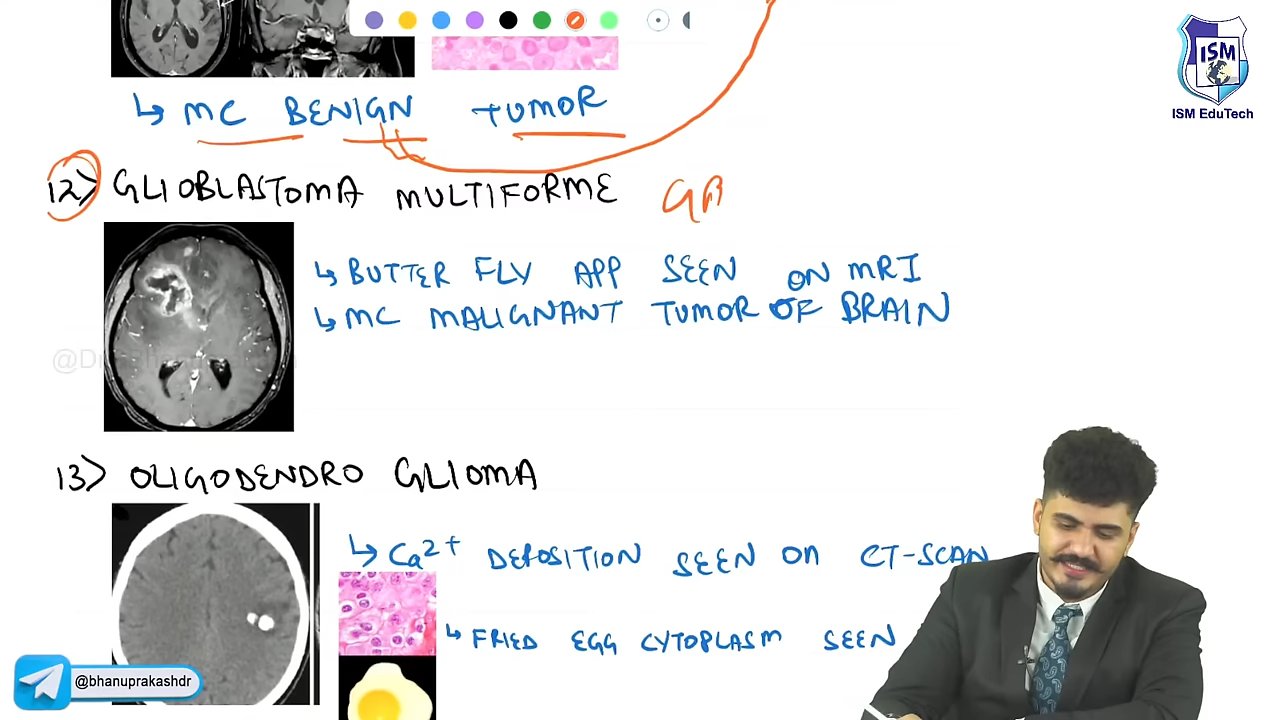 ISM
ISM EduTech
↳ MC BENIGN TUMOR
12) GLIOBLASTOMA MULTIFORME GB
↳ BUTTER FLY APP SEEN ON MRI
↳ MC MALIGNANT TUMOR OF BRAIN
13) OLIGODENDRO GLIOMA
↳ Ca2+ DEPOSITION SEEN ON CT-SCAN
↳ FRIED EGG CYTOPLASM SEEN
@bhanuprakashdr